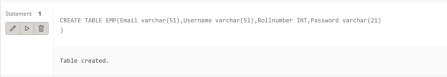 Statement 1
CREATE TABLE EMP(Email varchar(51),Username varchar(51),Rollnumber INT,Password varchar(21)
)
Table created.